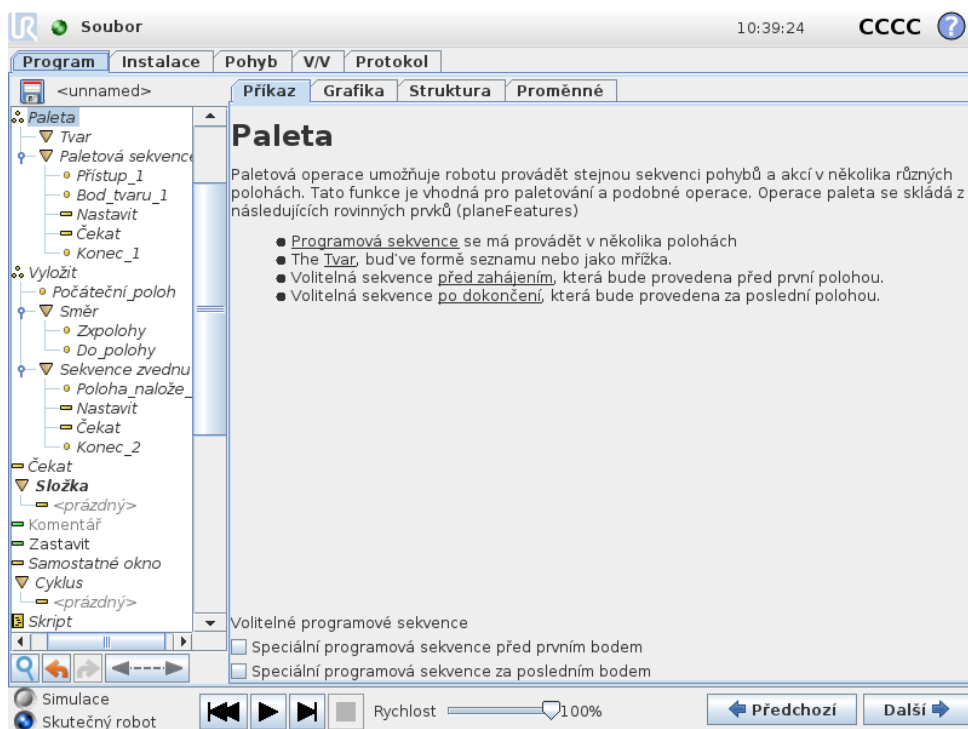 UR Soubor 10:39:24 CCCC ?
Program Instalace Pohyb V/V Protokol
<unnamed> Příkaz Grafika Struktura Proměnné
Paleta
Tvar
Paletová sekvence
Přístup_1
Bod_tvaru_1
Nastavit
Čekat
Konec_1
Vyložit
Počáteční_poloh
Směr
Zxpolohy
Do_polohy
Sekvence zvednu
Poloha_nalože_
Nastavit
Čekat
Konec_2
Čekat
Složka
<prázdný>
Komentář
Zastavit
Samostatné okno
Cyklus
<prázdný>
Skript
Paleta
Paletová operace umožňuje robotu provádět stejnou sekvenci pohybů a akcí v několika různých
polohách. Tato funkce je vhodná pro paletování a podobné operace. Operace paleta se skládá z
následujících rovinných prvků (planeFeatures)
Programová sekvence se má provádět v několika polohách
The Tvar, buď've formě seznamu nebo jako mřížka.
Volitelná sekvence před zahájením, která bude provedena před první polohou.
Volitelná sekvence po dokončení, která bude provedena za poslední polohou.
Volitelné programové sekvence
Speciální programová sekvence před prvním bodem
Speciální programová sekvence za posledním bodem
Simulace
Skutečný robot
Rychlost 100%
Předchozí Další